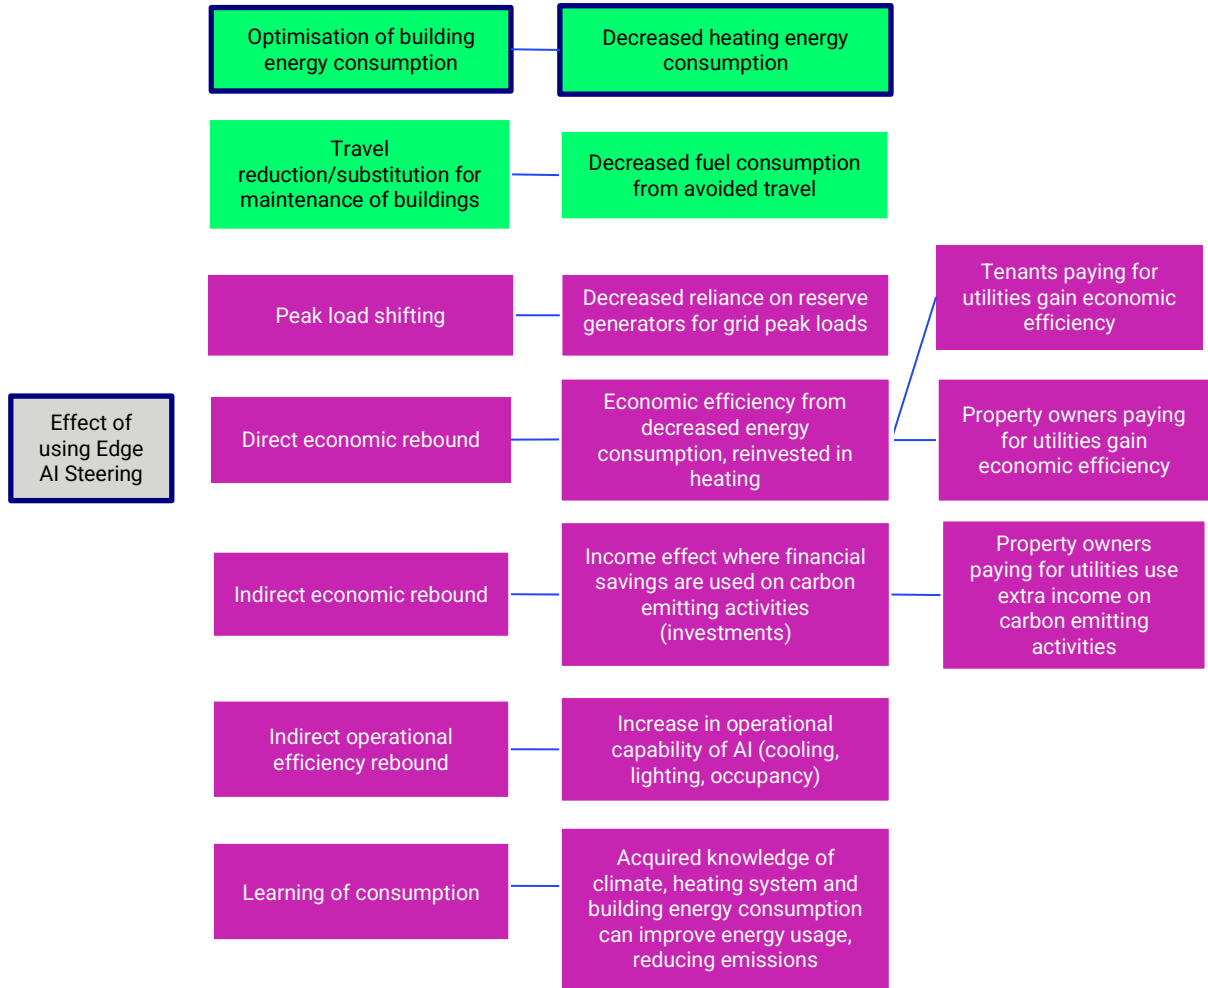 Optimisation of building
energy consumption
Decreased heating energy
consumption
Travel
reduction/substitution for
maintenance of buildings
Decreased fuel consumption
from avoided travel
Peak load shifting
Decreased reliance on reserve
generators for grid peak loads
Tenants paying for
utilities gain economic
efficiency
Effect of
using Edge
AI Steering
Direct economic rebound
Economic efficiency from
decreased energy
consumption, reinvested in
heating
Property owners paying
for utilities gain
economic efficiency
Indirect economic rebound
Income effect where financial
savings are used on carbon
emitting activities
(investments)
Property owners
paying for utilities use
extra income on
carbon emitting
activities
Indirect operational
efficiency rebound
Increase in operational
capability of AI (cooling,
lighting, occupancy)
Learning of consumption
Acquired knowledge of
climate, heating system and
building energy consumption
can improve energy usage,
reducing emissions